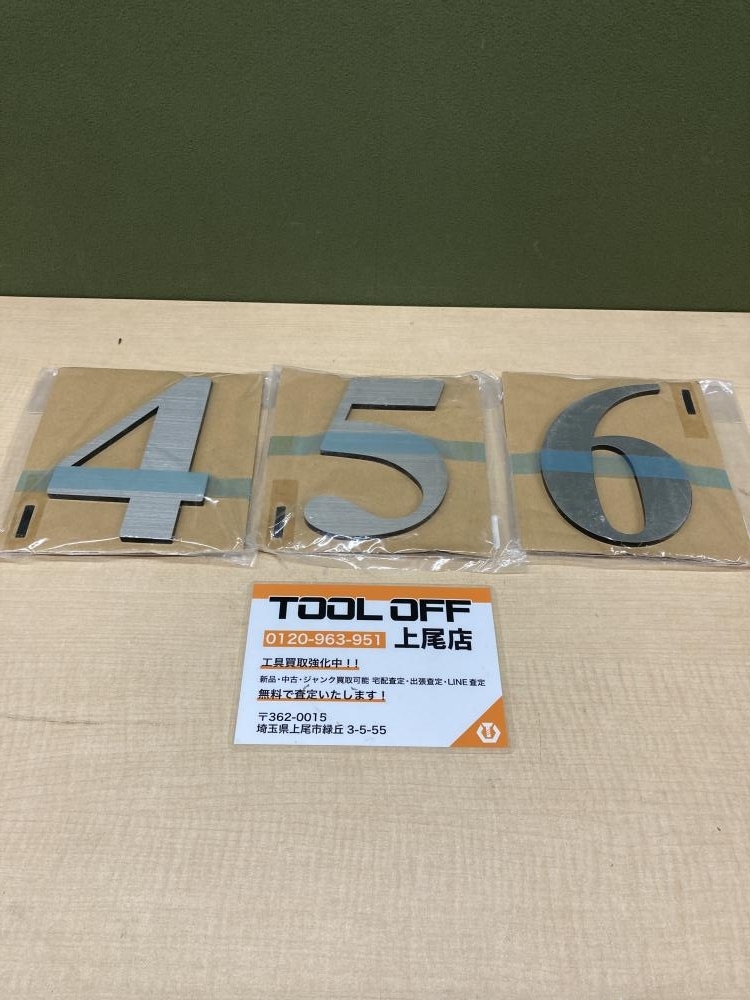 4 5 6
TOOL OFF
0120-963-951 上尾店
工具買取強化中!!
新品・中古・ジャンク買取可能 宅配査定・出張査定・LINE査定
無料で査定いたします!
〒362-0015
埼玉県上尾市緑丘 3-5-55